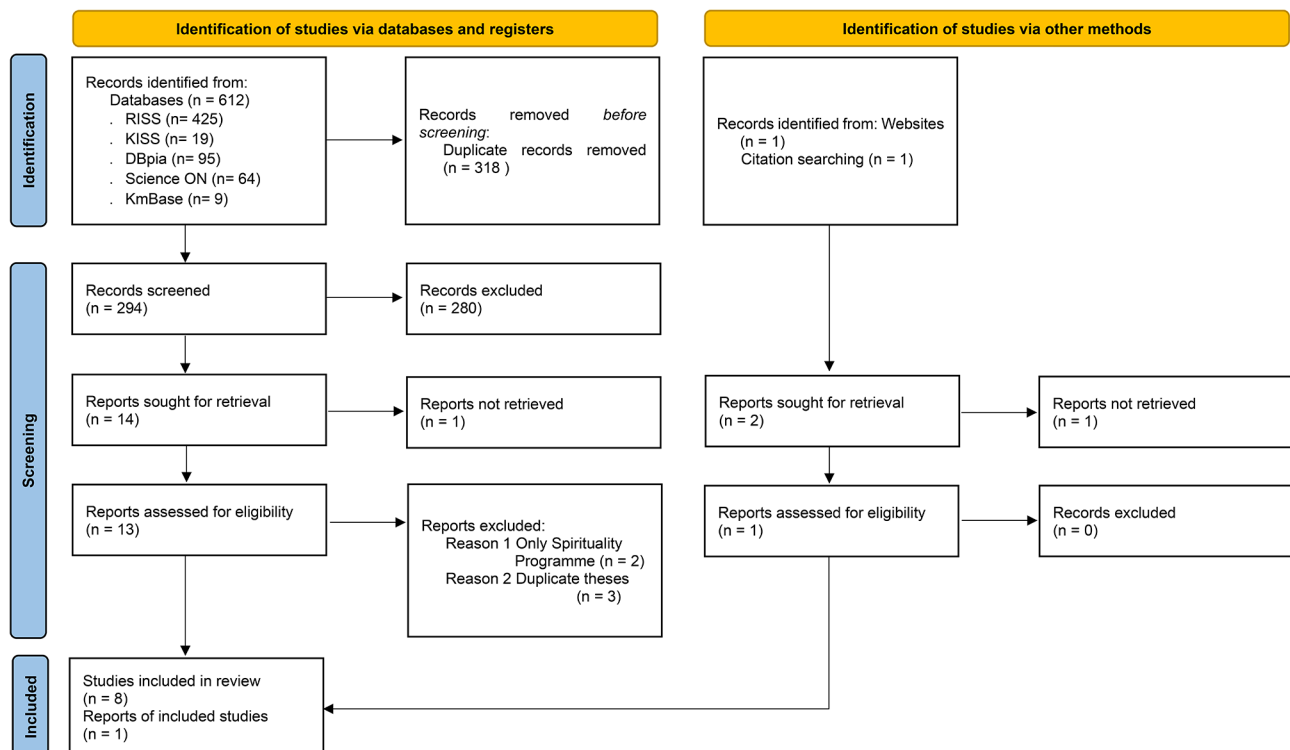 Identification of studies via databases and registers
Identification of studies via other methods
Identification
Records identified from:
Databases (n = 612)
. RISS (n= 425)
. KISS (n= 19)
. DBpia (n= 95)
. Science ON (n= 64)
. KmBase (n= 9)
Records removed before
screening:
Duplicate records removed
(n = 318 )
Records identified from: Websites
(n = 1)
Citation searching (n = 1)
Screening
Records screened
(n = 294)
Records excluded
(n = 280)
Reports sought for retrieval
(n = 14)
Reports not retrieved
(n = 1)
Reports sought for retrieval
(n = 2)
Reports not retrieved
(n = 1)
Reports assessed for eligibility
(n = 13)
Reports excluded:
Reason 1 Only Spirituality
Programme (n = 2)
Reason 2 Duplicate theses
(n = 3)
Reports assessed for eligibility
(n = 1)
Records excluded
(n = 0)
Included
Studies included in review
(n = 8)
Reports of included studies
(n = 1)